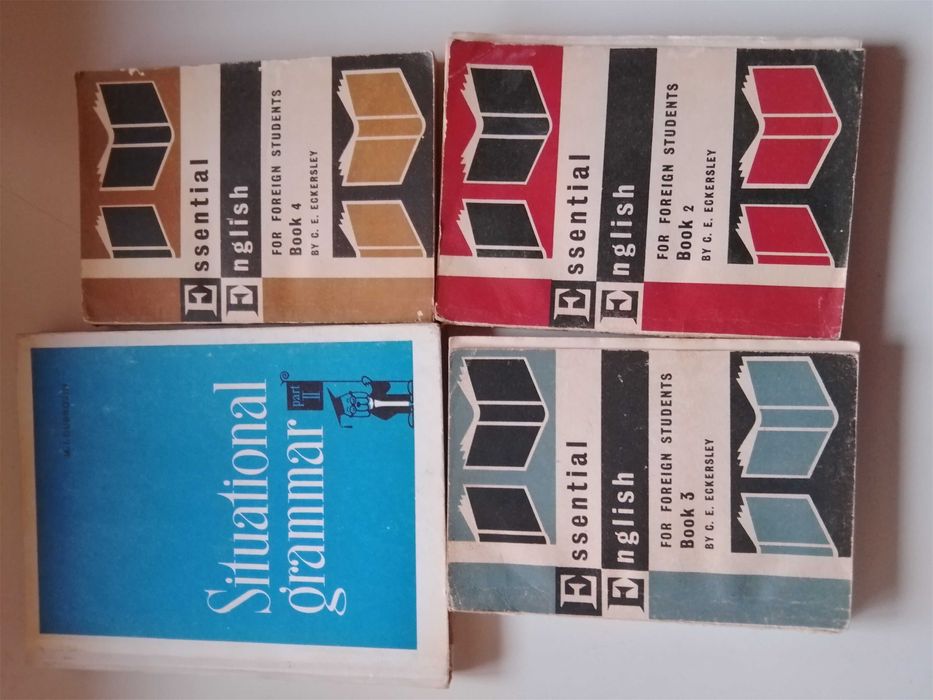 Essential
English
FOR FOREIGN STUDENTS
Book 4
BY C. E. ECKERSLEY
Essential
English
FOR FOREIGN STUDENTS
Book 2
BY C. E. ECKERSLEY
M.I.DUBROVIN
Situational
grammar
part
II
Essential
English
FOR FOREIGN STUDENTS
Book 3
BY C. E. ECKERSLEY